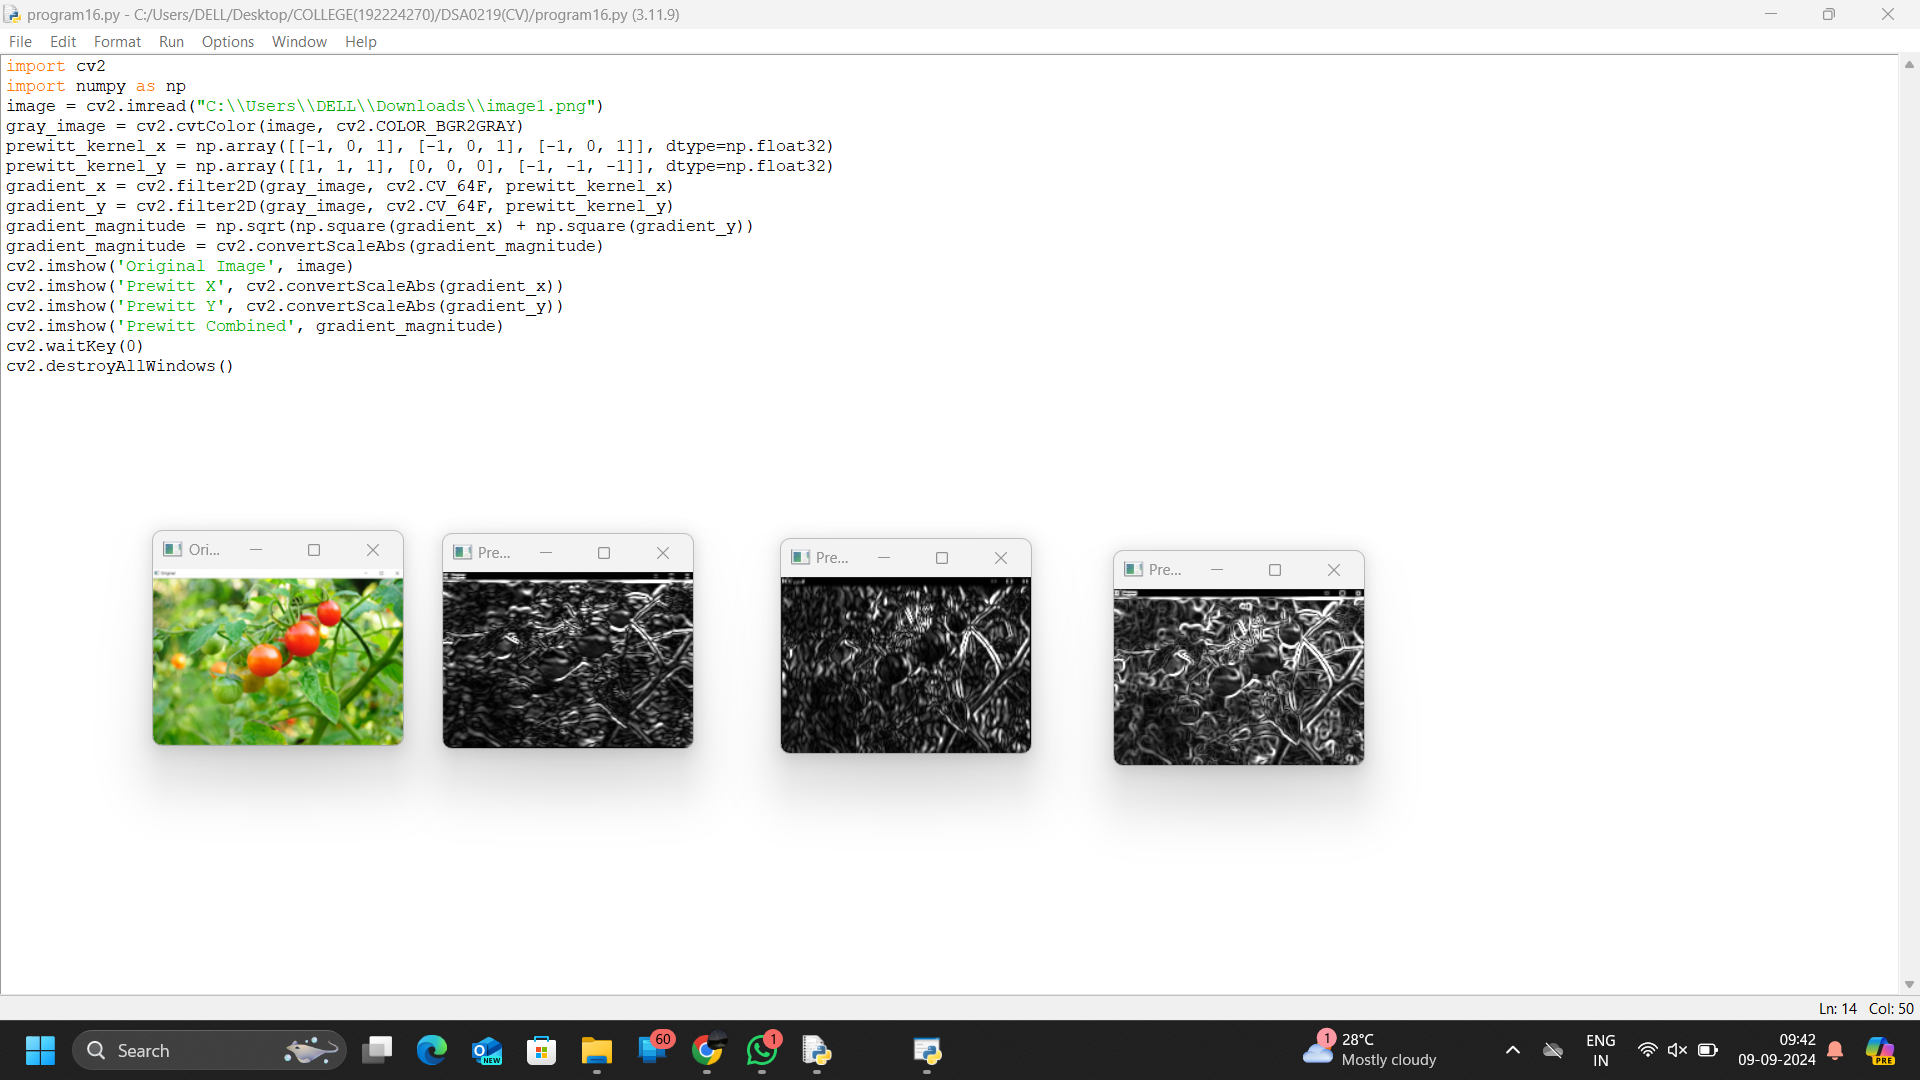 program16.py - C:/Users/DELL/Desktop/COLLEGE(192224270)/DSA0219(CV)/program16.py (3.11.9)
File Edit Format Run Options Window Help
import cv2
import numpy as np
image = cv2.imread("C:\\Users\\DELL\\Downloads\\image1.png")
gray_image = cv2.cvtColor(image, cv2.COLOR_BGR2GRAY)
prewitt_kernel_x = np.array([[-1, 0, 1], [-1, 0, 1], [-1, 0, 1]], dtype=np.float32)
prewitt_kernel_y = np.array([[1, 1, 1], [0, 0, 0], [-1, -1, -1]], dtype=np.float32)
gradient_x = cv2.filter2D(gray_image, cv2.CV_64F, prewitt_kernel_x)
gradient_y = cv2.filter2D(gray_image, cv2.CV_64F, prewitt_kernel_y)
gradient_magnitude = np.sqrt(np.square(gradient_x) + np.square(gradient_y))
gradient_magnitude = cv2.convertScaleAbs(gradient_magnitude)
cv2.imshow('Original Image', image)
cv2.imshow('Prewitt X', cv2.convertScaleAbs(gradient_x))
cv2.imshow('Prewitt Y', cv2.convertScaleAbs(gradient_y))
cv2.imshow('Prewitt Combined', gradient_magnitude)
cv2.waitKey(0)
cv2.destroyAllWindows()
Ori...
Pre...
Pre...
Pre...
Original
Ln: 14 Col: 50
Search
NEW
60
1
1
28°C
Mostly cloudy
ENG
IN
09:42
09-09-2024
PRE